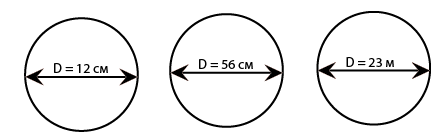 D = 12 см
D = 56 см
D = 23 м